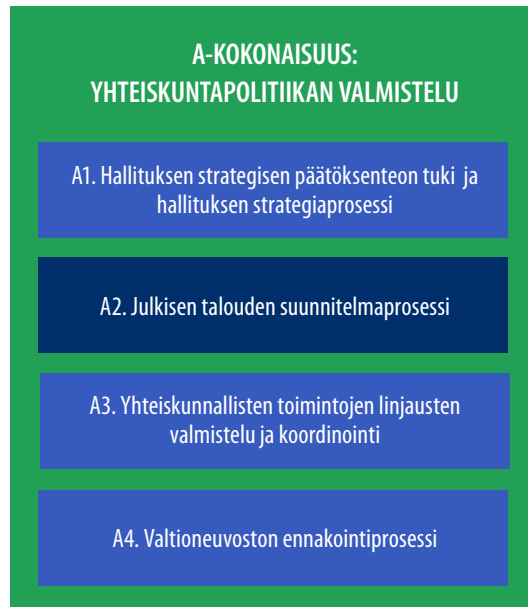 A-KOKONAISUUS:
YHTEISKUNTAPOLITIIKAN VALMISTELU
A1. Hallituksen strategisen päätöksenteon tuki ja
hallituksen strategiaprosessi
A2. Julkisen talouden suunnitelmaprosessi
A3. Yhteiskunnallisten toimintojen linjausten
valmistelu ja koordinointi
A4. Valtioneuvoston ennakointiprosessi